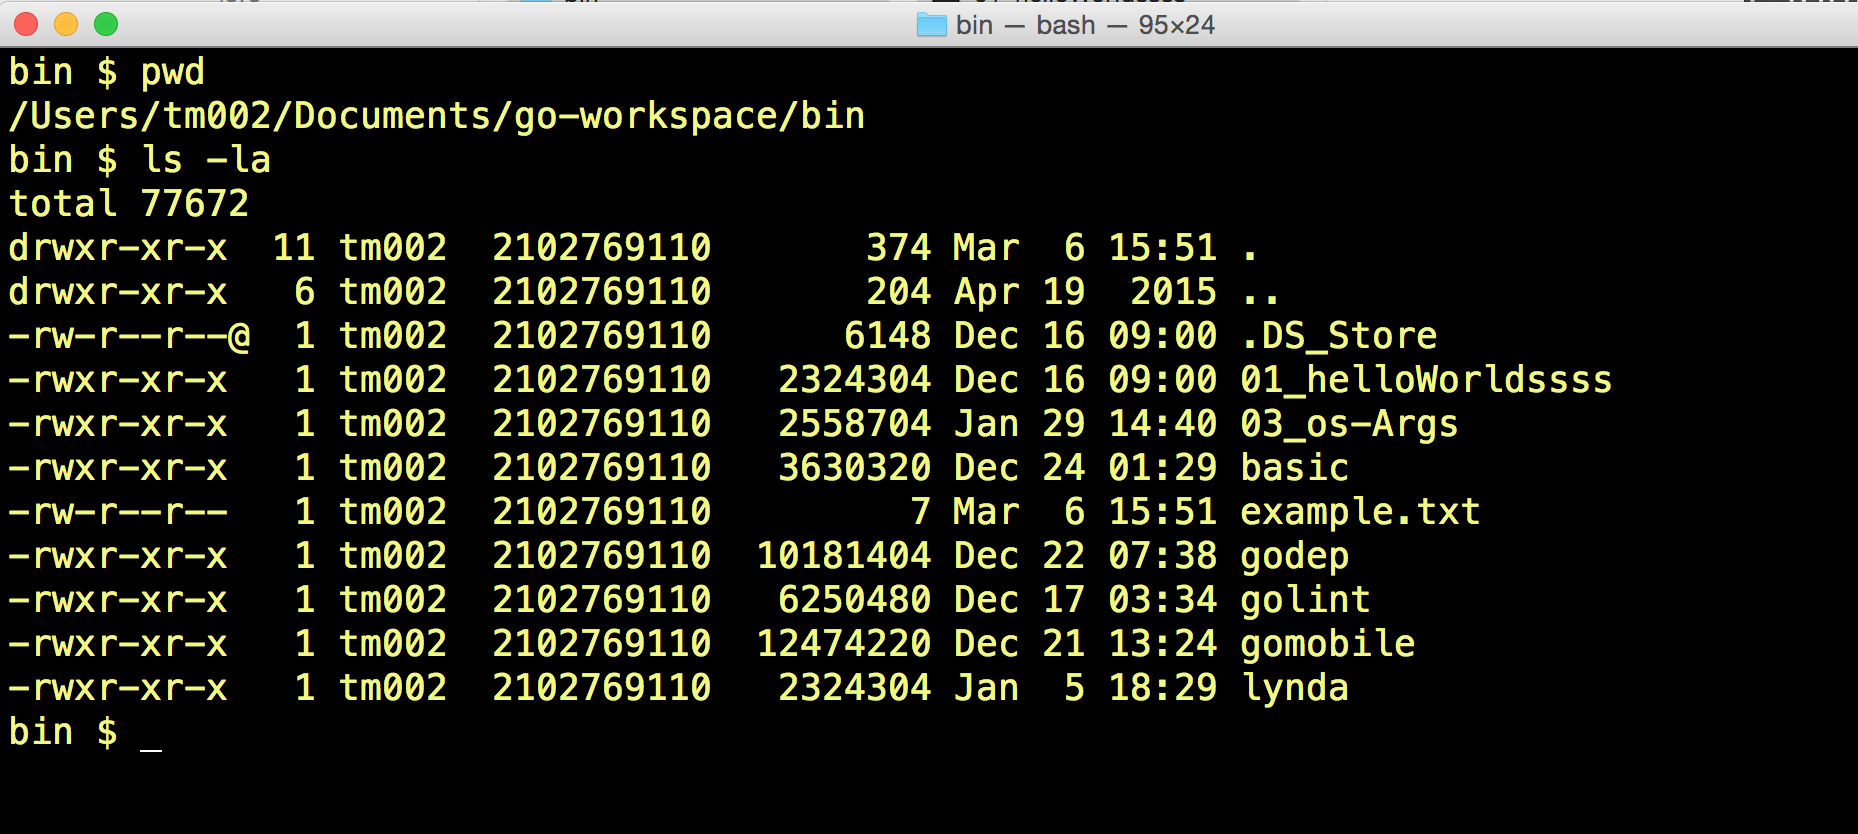 bin — bash — 95×24
bin $ pwd
/Users/tm002/Documents/go-workspace/bin
bin $ ls -la
total 77672
drwxr-xr-x  11 tm002  2102769110       374 Mar  6 15:51 .
drwxr-xr-x   6 tm002  2102769110       204 Apr 19  2015 ..
-rw-r--r--@  1 tm002  2102769110      6148 Dec 16 09:00 .DS_Store
-rwxr-xr-x   1 tm002  2102769110   2324304 Dec 16 09:00 01_helloWorldssss
-rwxr-xr-x   1 tm002  2102769110   2558704 Jan 29 14:40 03_os-Args
-rwxr-xr-x   1 tm002  2102769110   3630320 Dec 24 01:29 basic
-rw-r--r--   1 tm002  2102769110         7 Mar  6 15:51 example.txt
-rwxr-xr-x   1 tm002  2102769110  10181404 Dec 22 07:38 godep
-rwxr-xr-x   1 tm002  2102769110   6250480 Dec 17 03:34 golint
-rwxr-xr-x   1 tm002  2102769110  12474220 Dec 21 13:24 gomobile
-rwxr-xr-x   1 tm002  2102769110   2324304 Jan  5 18:29 lynda
bin $ _